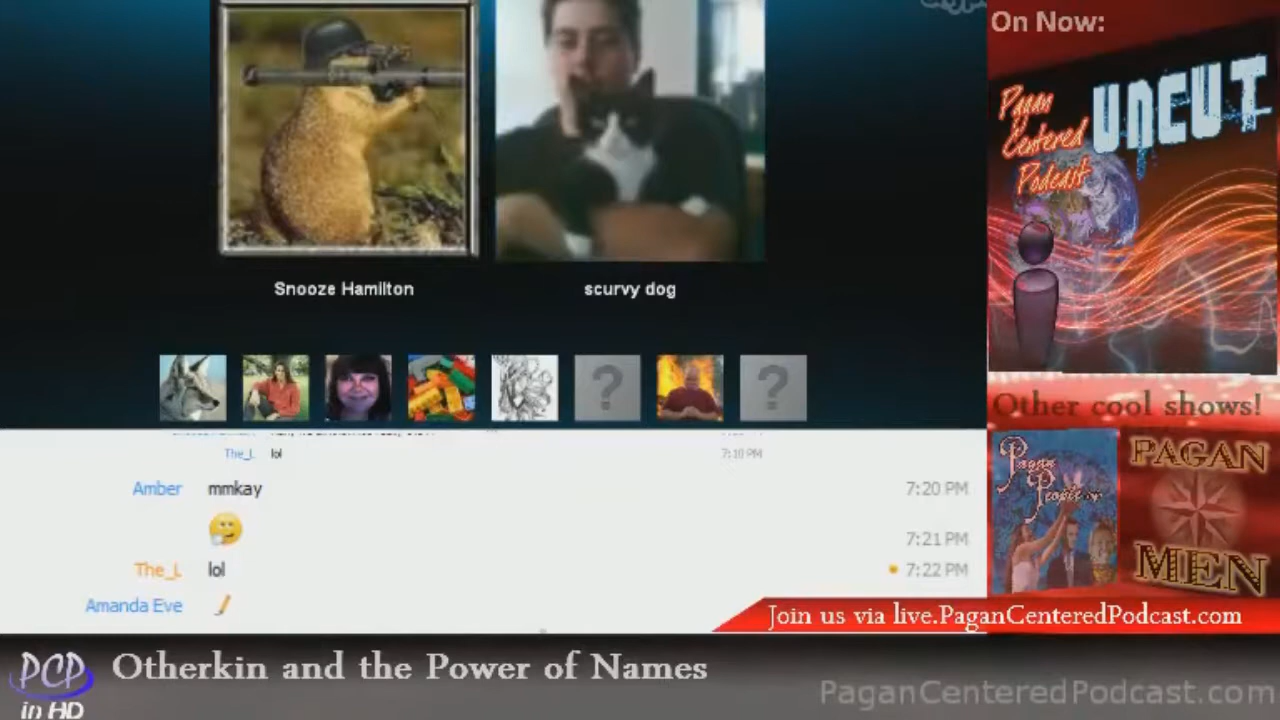 On Now:
Pagan
Centered
Podcast
UNCUT
Snooze Hamilton
scurvy dog
?
?
Other cool shows!
The_L lol 7:10 PM
Amber mmkay 7:20 PM
7:21 PM
The_L lol 7:22 PM
Amanda Eve
Pagan
People
PAGAN
MEN
Join us via live.PaganCenteredPodcast.com
PCP
in HD
Otherkin and the Power of Names
PaganCenteredPodcast.com